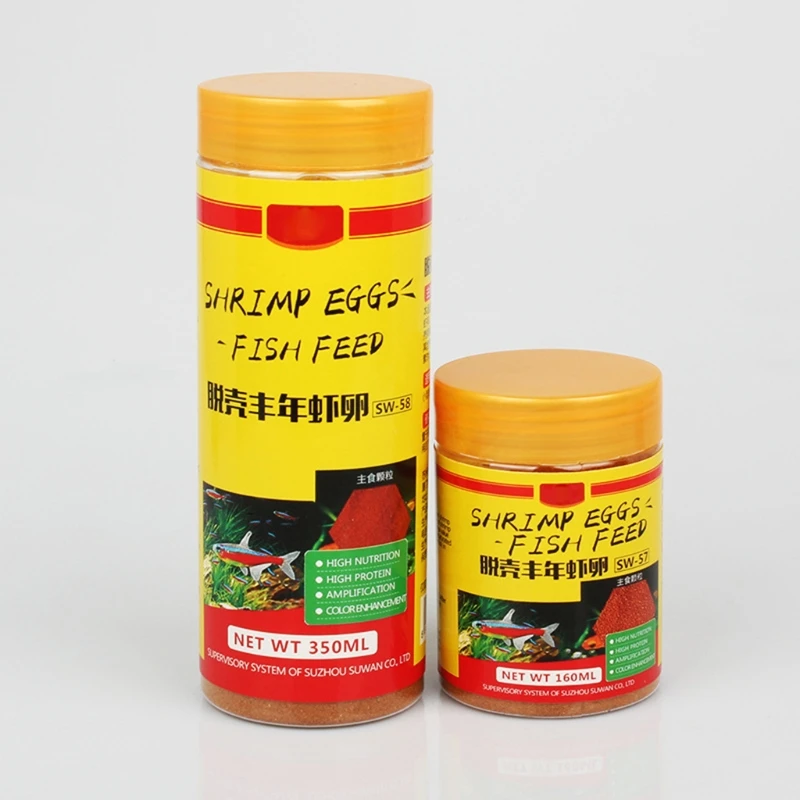 SHRIMP EGGS
-FISH FEED
脱壳丰年虾卵 SW-58
主食颗粒
HIGH NUTRITION
HIGH PROTEIN
AMPLIFICATION
COLOR ENHANCEMENT
NET WT 350ML
SUPERVISORY SYSTEM OF SUZHOU SUWAN CO., LTD
SHRIMP EGGS
-FISH FEED
脱壳丰年虾卵 SW-57
主食颗粒
HIGH NUTRITION
HIGH PROTEIN
AMPLIFICATION
COLOR ENHANCEMENT
NET WT 160ML
SUPERVISORY SYSTEM OF SUZHOU SUWAN CO., LTD